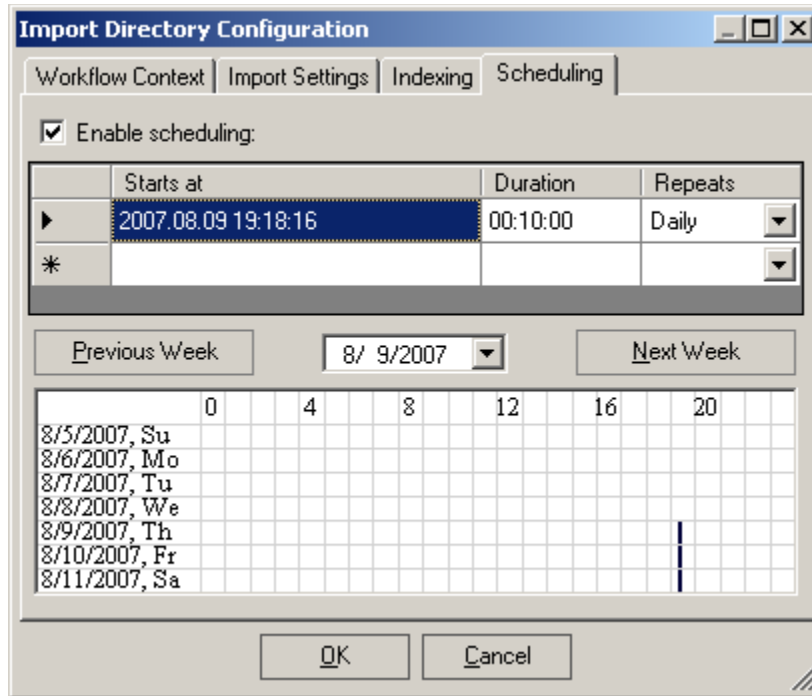 Import Directory Configuration
Workflow Context Import Settings Indexing Scheduling
Enable scheduling:
Starts at Duration Repeats
2007.08.09 19:18:16 00:10:00 Daily
Previous Week 8/ 9/2007 Next Week
0 4 8 12 16 20
8/5/2007, Su
8/6/2007, Mo
8/7/2007, Tu
8/8/2007, We
8/9/2007, Th
8/10/2007, Fr
8/11/2007, Sa
OK Cancel